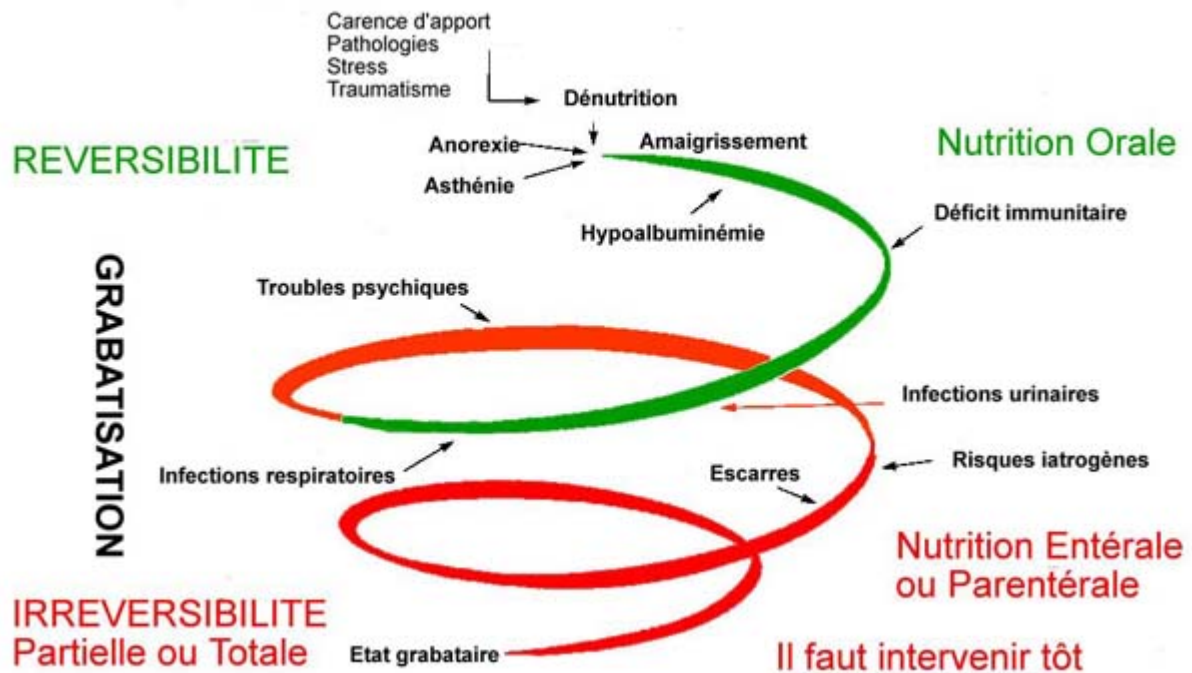 Carence d'apport
Pathologies
Stress
Traumatisme
Dénutrition
Anorexie
Amaigrissement
REVERSIBILITE
Nutrition Orale
Asthénie
Déficit immunitaire
Hypoalbuminémie
GRABATISATION
Troubles psychiques
Infections urinaires
Infections respiratoires
Escarres
Risques iatrogènes
Nutrition Entérale
ou Parentérale
IRREVERSIBILITE
Partielle ou Totale
Etat grabataire
Il faut intervenir tôt